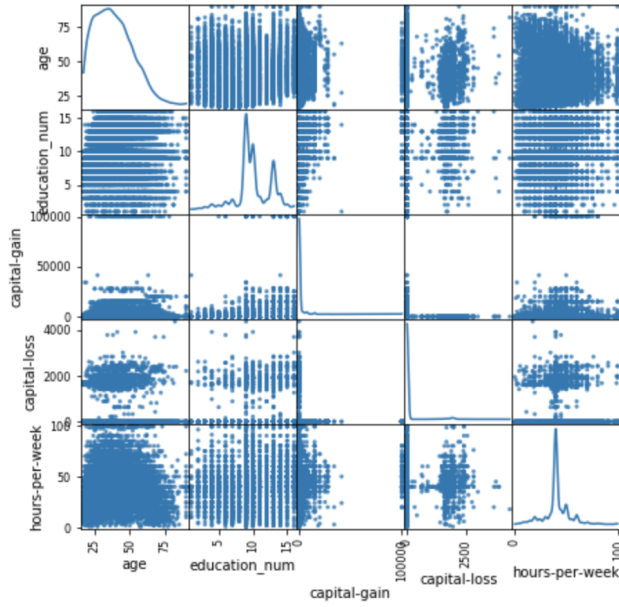 age
75
50
25
education_num
15
10
5
capital-gain
100000
50000
0
capital-loss
4000
2000
0
hours-per-week
100
50
0
25
50
75
age
5
10
15
education_num
0
100000
capital-gain
0
2500
capital-loss
0
100
hours-per-week